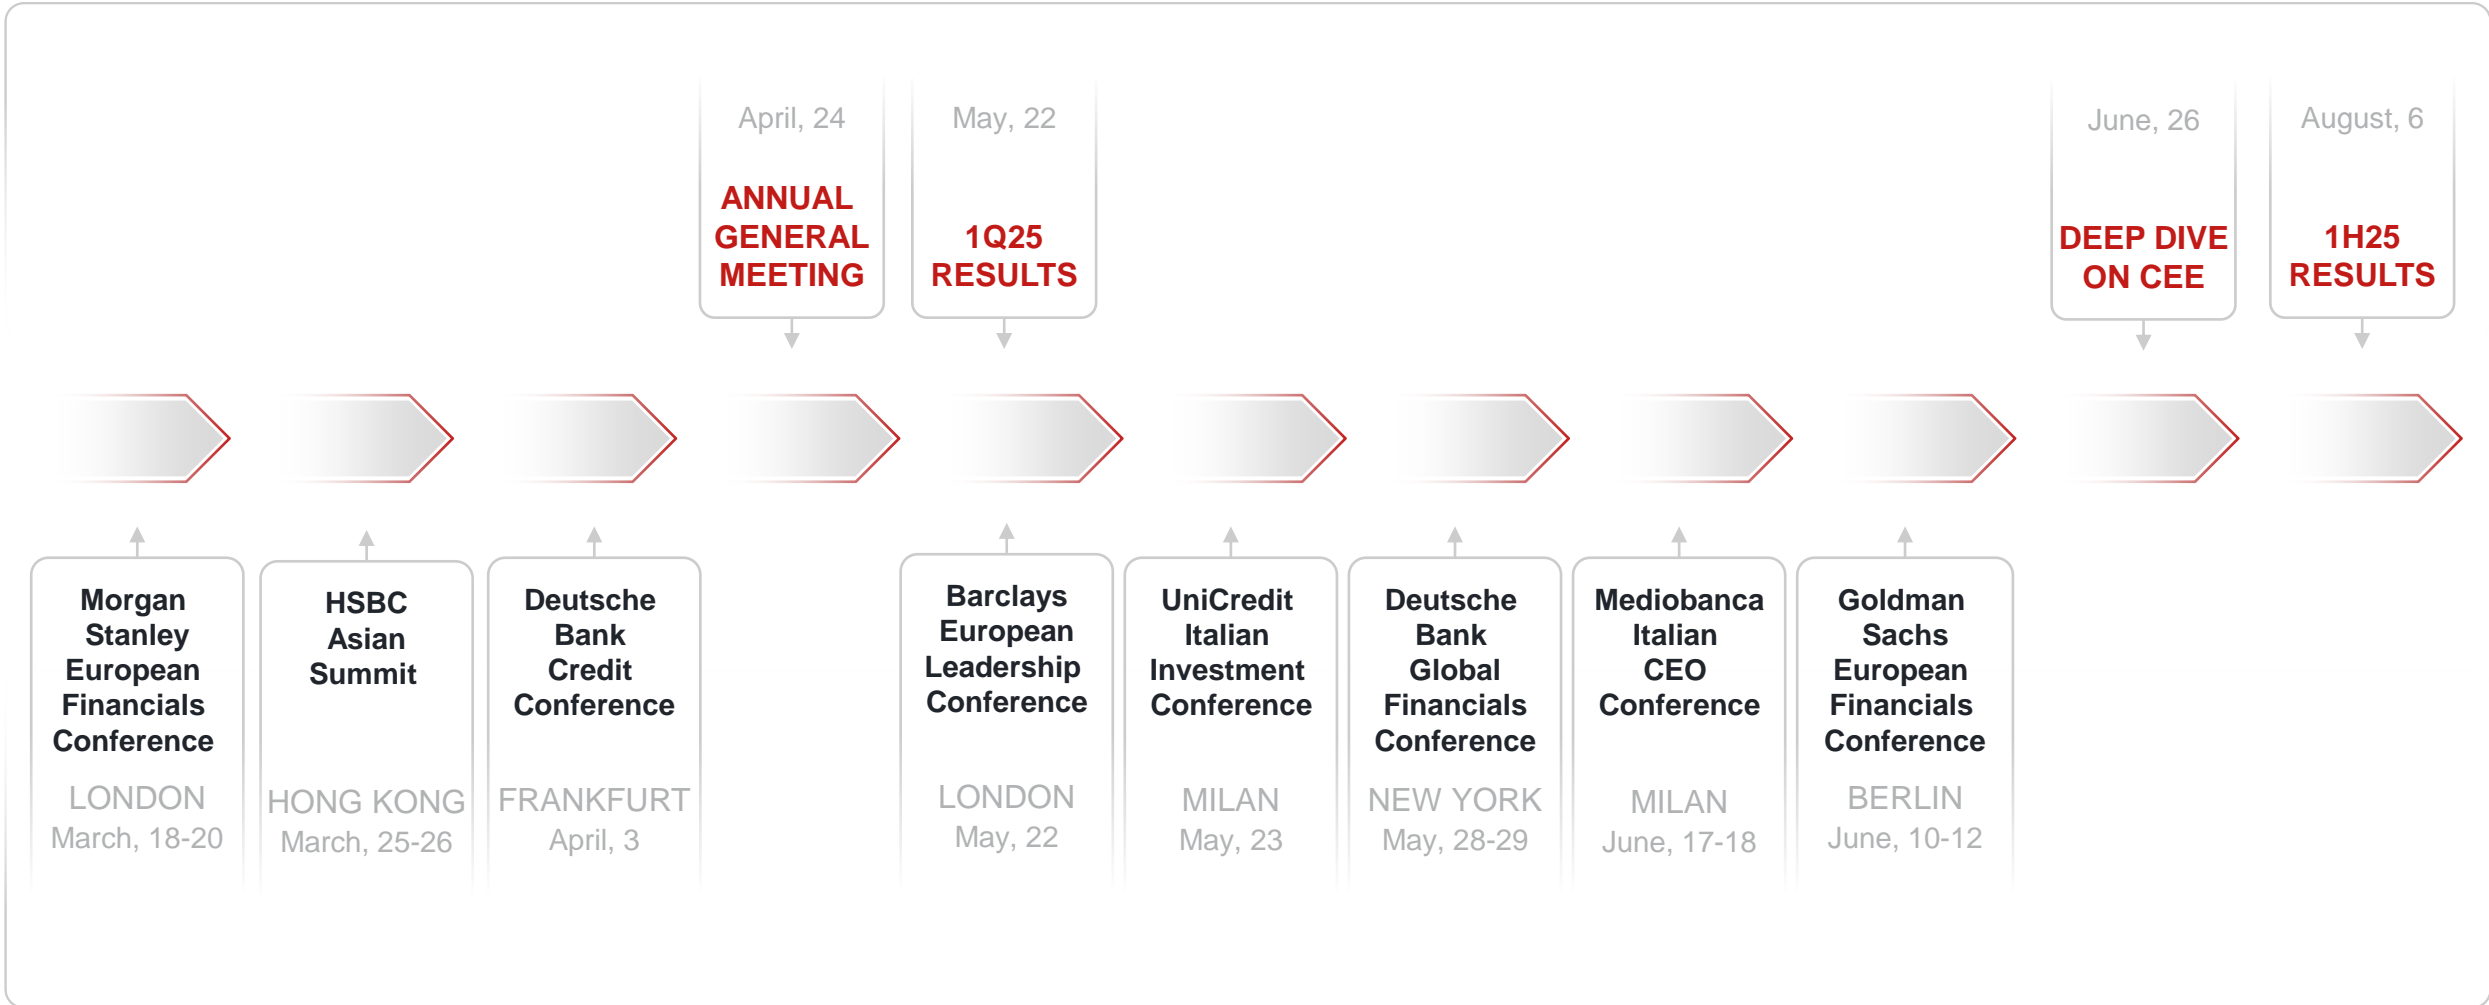 April, 24
ANNUAL
GENERAL
MEETING
May, 22
1Q25
RESULTS
June, 26
DEEP DIVE
ON CEE
August, 6
1H25
RESULTS
Morgan
Stanley
European
Financials
Conference
LONDON
March, 18-20
HSBC
Asian
Summit
HONG KONG
March, 25-26
Deutsche
Bank
Credit
Conference
FRANKFURT
April, 3
Barclays
European
Leadership
Conference
LONDON
May, 22
UniCredit
Italian
Investment
Conference
MILAN
May, 23
Deutsche
Bank
Global
Financials
Conference
NEW YORK
May, 28-29
Mediobanca
Italian
CEO
Conference
MILAN
June, 17-18
Goldman
Sachs
European
Financials
Conference
BERLIN
June, 10-12